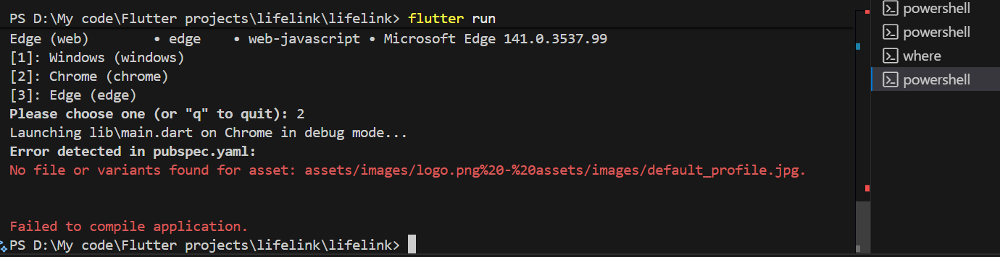 PS D:\My code\Flutter projects\lifelink\lifelink> flutter run
Edge (web)        • edge    • web-javascript • Microsoft Edge 141.0.3537.99
[1]: Windows (windows)
[2]: Chrome (chrome)
[3]: Edge (edge)
Please choose one (or "q" to quit): 2
Launching lib\main.dart on Chrome in debug mode...
Error detected in pubspec.yaml:
No file or variants found for asset: assets/images/logo.png%20-%20assets/images/default_profile.jpg.
Failed to compile application.
PS D:\My code\Flutter projects\lifelink\lifelink>
powershell
powershell
where
powershell